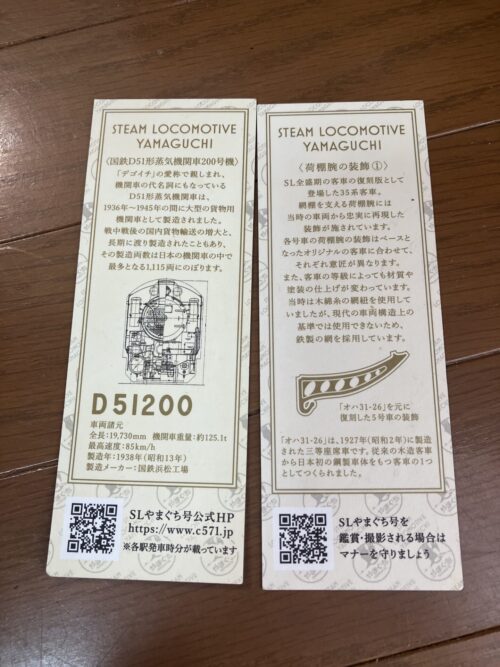 STEAM LOCOMOTIVE
YAMAGUCHI
〈国鉄D51形蒸気機関車200号機〉
「デゴイチ」の愛称で親しまれ、
機関車の代名詞にもなっている
D51形蒸気機関車は、
1936年〜1945年の間に大型の貨物用
機関車として製造されました。
戦中戦後の国内貨物輸送の増大と、
長期に渡り製造されたこともあり、
その製造両数は日本の機関車の中で
最多となる1,115両にのぼります。
D51200
車両諸元
全長:19,730mm 機関車重量:約125.1t
最高速度:85km/h
製造年:1938年(昭和13年)
製造メーカー:国鉄浜松工場
SLやまぐち号公式HP
https://www.c571.jp
※各駅発車時分が載っています
STEAM LOCOMOTIVE
YAMAGUCHI
〈荷棚腕の装飾①〉
SL全盛期の客車の復刻版として
登場した35系客車。
網棚を支える荷棚腕には
当時の車両から忠実に再現した
装飾が施されています。
各号車の荷棚腕の装飾はベースと
なったオリジナルの客車に合わせて、
それぞれ意匠が異なります。
また、客車の等級によっても材質や
塗装の仕上げが変わっています。
当時は木綿糸の網紐を使用して
いましたが、現代の車両構造上の
基準では使用できないため、
鉄製の網を採用しています。
「オハ31・26」を元に
復刻した5号車の装飾
「オハ31・26」は、1927年(昭和2年)に製造
された三等座席車です。従来の木造客車
から日本初の鋼製車体をもつ客車の1つ
としてつくられました。
SLやまぐち号を
鑑賞・撮影される場合は
マナーを守りましょう